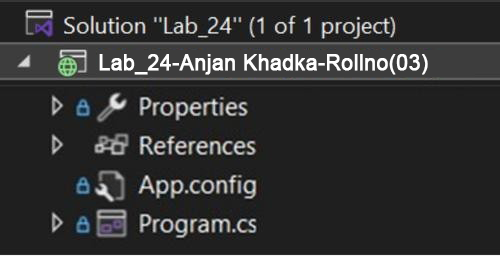 Solution "Lab_24" (1 of 1 project)
Lab_24-Anjan Khadka-Rollno(03)
Properties
References
App.config
Program.cs